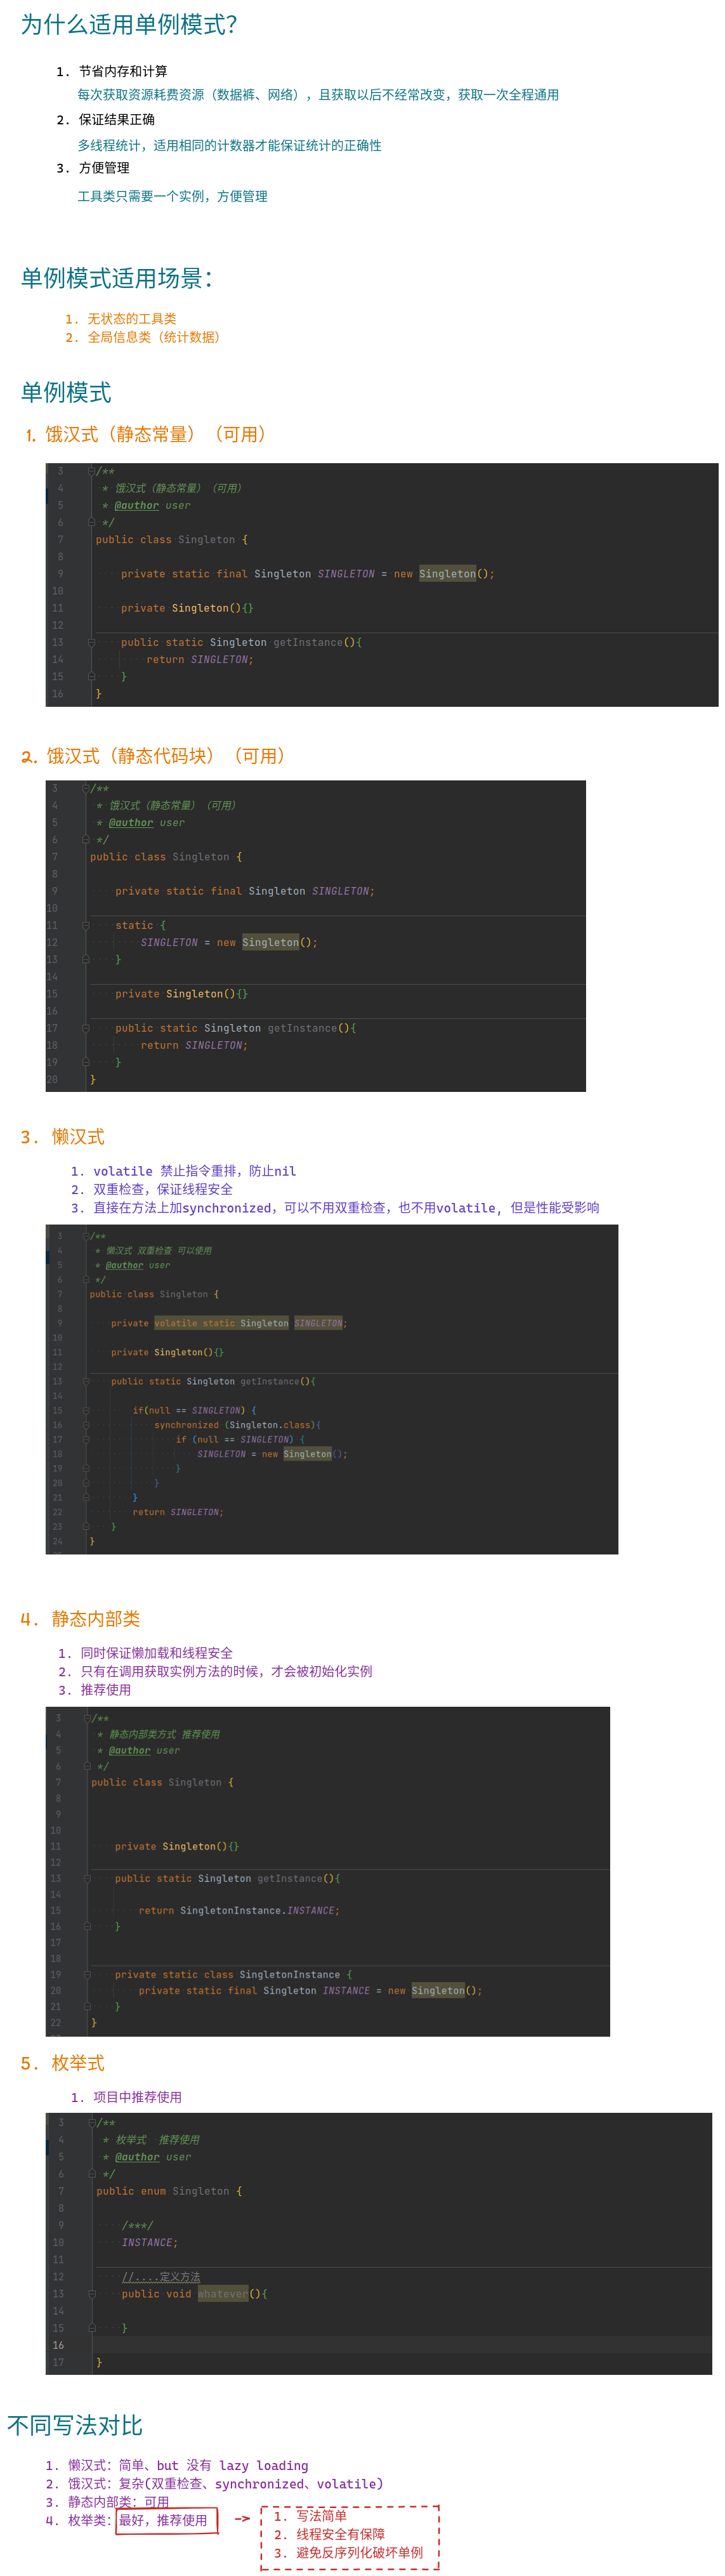 为什么适用单例模式？
1. 节省内存和计算
每次获取资源耗费资源（数据裤、网络），且获取以后不经常改变，获取一次全程通用
2. 保证结果正确
多线程统计，适用相同的计数器才能保证统计的正确性
3. 方便管理
工具类只需要一个实例，方便管理
单例模式适用场景：
1. 无状态的工具类
2. 全局信息类（统计数据）
单例模式
1. 饿汉式（静态常量）（可用）
3 /**
4 * 饿汉式（静态常量）（可用）
5 * @author user
6 */
7 public class Singleton {
8
9 private static final Singleton SINGLETON = new Singleton();
10
11 private Singleton(){}
12
13 public static Singleton getInstance(){
14 return SINGLETON;
15 }
16 }
2. 饿汉式（静态代码块）（可用）
3 /**
4 * 饿汉式（静态常量）（可用）
5 * @author user
6 */
7 public class Singleton {
8
9 private static final Singleton SINGLETON;
10
11 static {
12 SINGLETON = new Singleton();
13 }
14
15 private Singleton(){}
16
17 public static Singleton getInstance(){
18 return SINGLETON;
19 }
20 }
3. 懒汉式
1. volatile 禁止指令重排，防止nil
2. 双重检查，保证线程安全
3. 直接在方法上加synchronized，可以不用双重检查，也不用volatile, 但是性能受影响
3 /**
4 * 懒汉式 双重检查 可以使用
5 * @author user
6 */
7 public class Singleton {
8
9 private volatile static Singleton SINGLETON;
10
11 private Singleton(){}
12
13 public static Singleton getInstance(){
14
15 if(null == SINGLETON) {
16 synchronized (Singleton.class){
17 if (null == SINGLETON) {
18 SINGLETON = new Singleton();
19 }
20 }
21 }
22 return SINGLETON;
23 }
24 }
4. 静态内部类
1. 同时保证懒加载和线程安全
2. 只有在调用获取实例方法的时候，才会被初始化实例
3. 推荐使用
3 /**
4 * 静态内部类方式 推荐使用
5 * @author user
6 */
7 public class Singleton {
8
9
10
11 private Singleton(){}
12
13 public static Singleton getInstance(){
14
15 return SingletonInstance.INSTANCE;
16 }
17
18
19 private static class SingletonInstance {
20 private static final Singleton INSTANCE = new Singleton();
21 }
22 }
5. 枚举式
1. 项目中推荐使用
3 /**
4 * 枚举式 推荐使用
5 * @author user
6 */
7 public enum Singleton {
8
9 /***/
10 INSTANCE;
11
12 //....定义方法
13 public void whatever(){
14
15 }
16
17 }
不同写法对比
1. 懒汉式：简单、but 没有 lazy loading
2. 饿汉式：复杂(双重检查、synchronized、volatile)
3. 静态内部类：可用
4. 枚举类：最好，推荐使用 ->
1. 写法简单
2. 线程安全有保障
3. 避免反序列化破坏单例